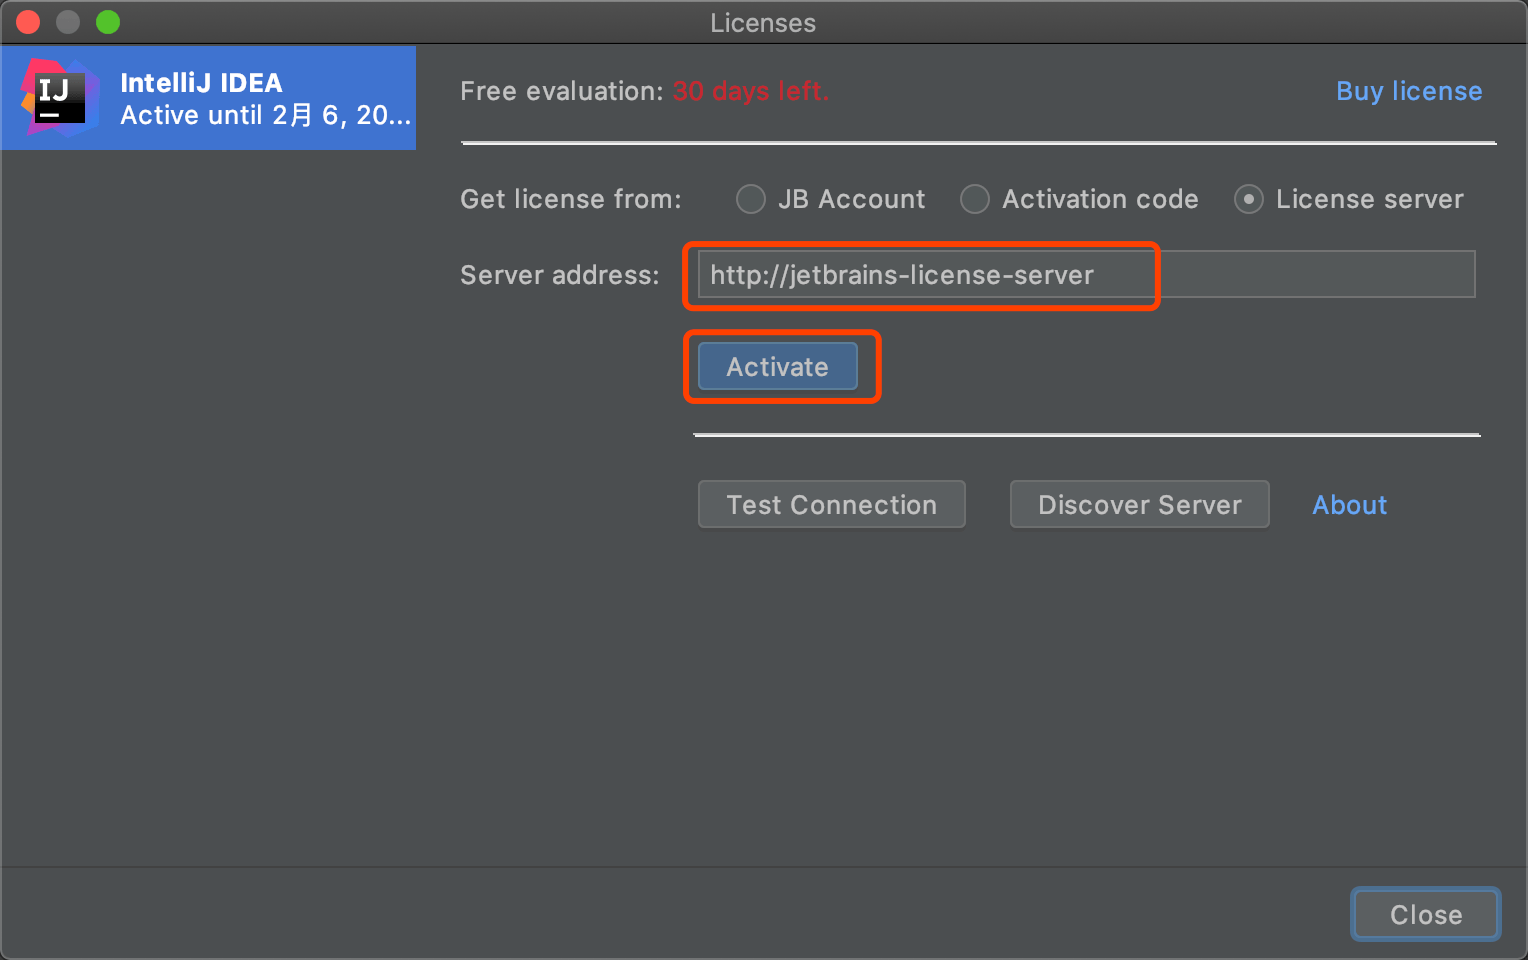 Licenses
IJ
IntelliJ IDEA
Active until 2月 6, 20...
Free evaluation: 30 days left.
Buy license
Get license from: JB Account Activation code License server
Server address: http://jetbrains-license-server
Activate
Test Connection Discover Server About
Close